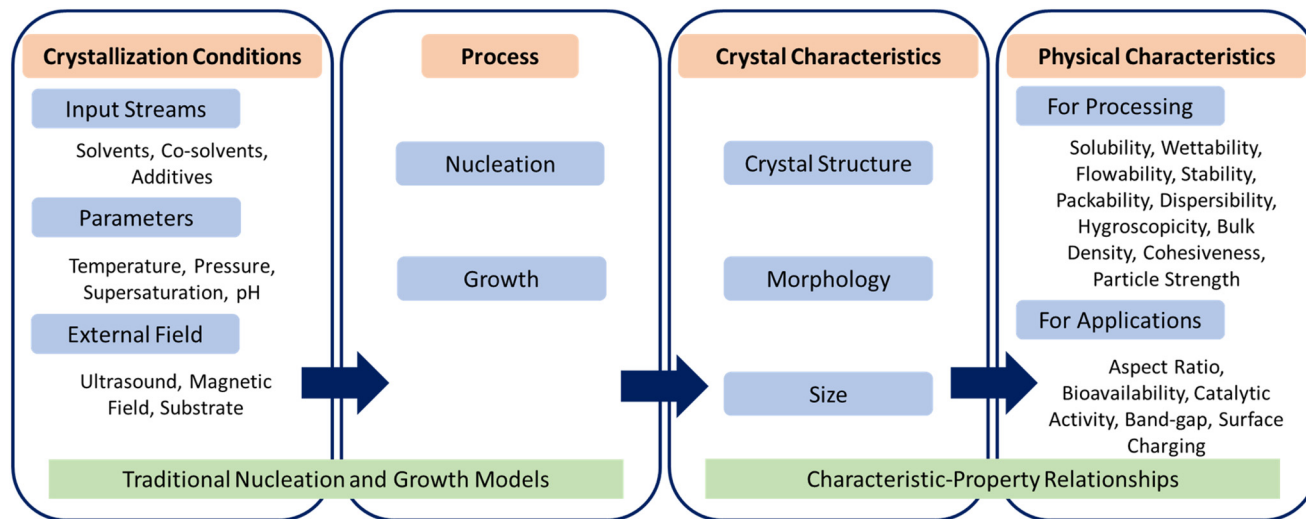 Crystallization Conditions
Input Streams
Solvents, Co-solvents,
Additives
Parameters
Temperature, Pressure,
Supersaturation, pH
External Field
Ultrasound, Magnetic
Field, Substrate
Process
Nucleation
Growth
Traditional Nucleation and Growth Models
Crystal Characteristics
Crystal Structure
Morphology
Size
Physical Characteristics
For Processing
Solubility, Wettability,
Flowability, Stability,
Packability, Dispersibility,
Hygroscopicity, Bulk
Density, Cohesiveness,
Particle Strength
For Applications
Aspect Ratio,
Bioavailability, Catalytic
Activity, Band-gap, Surface
Charging
Characteristic-Property Relationships